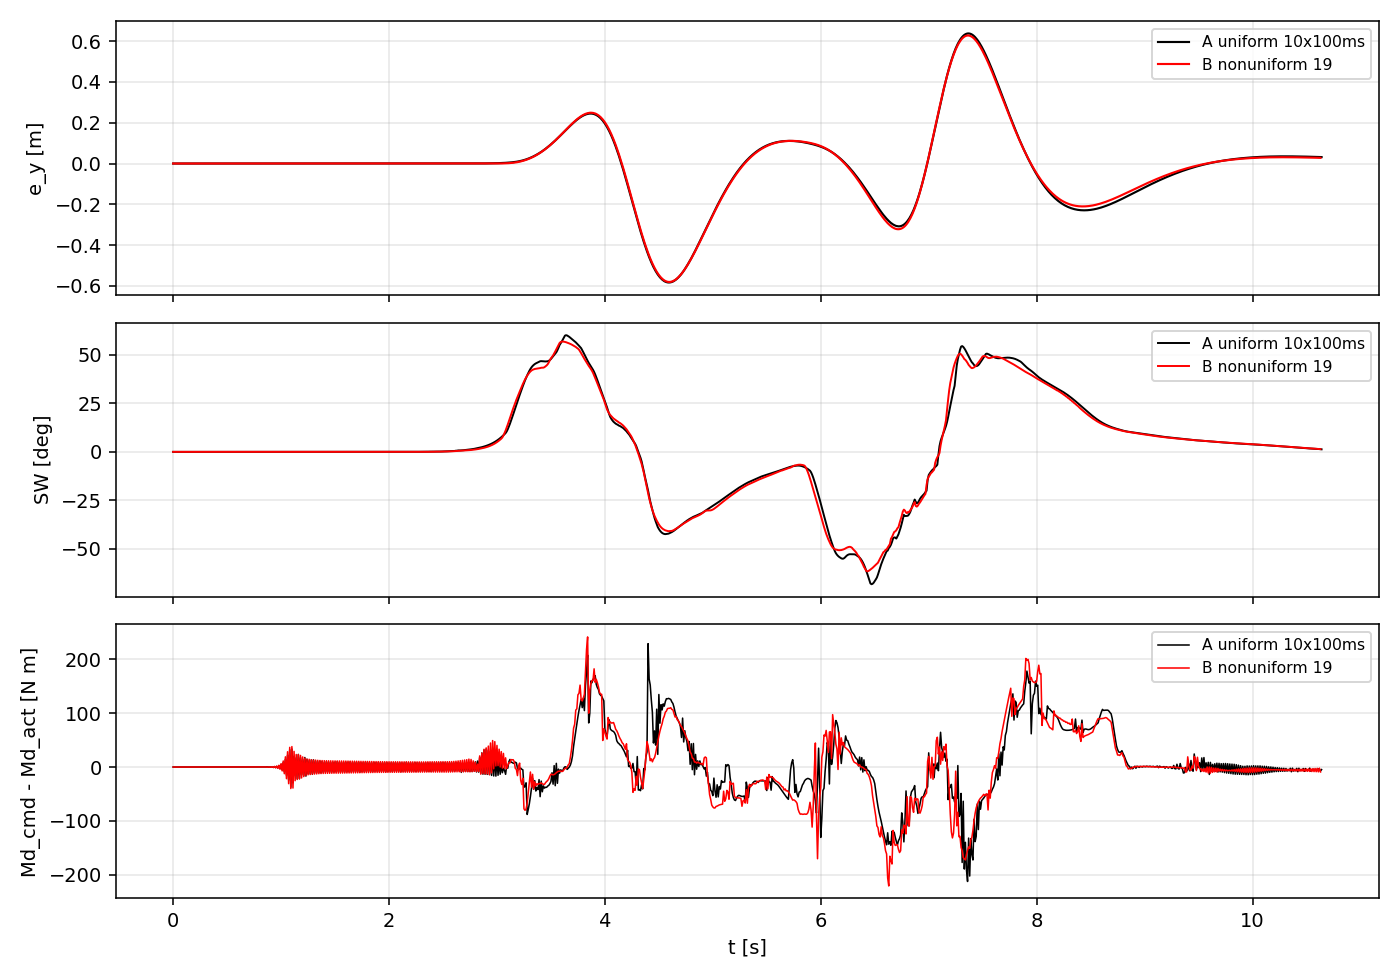 0.6
0.4
0.2
0.0
−0.2
−0.4
−0.6
e_y [m]
A uniform 10x100ms
B nonuniform 19
50
25
0
−25
−50
SW [deg]
A uniform 10x100ms
B nonuniform 19
200
100
0
−100
−200
Md_cmd - Md_act [N m]
A uniform 10x100ms
B nonuniform 19
0 2 4 6 8 10
t [s]